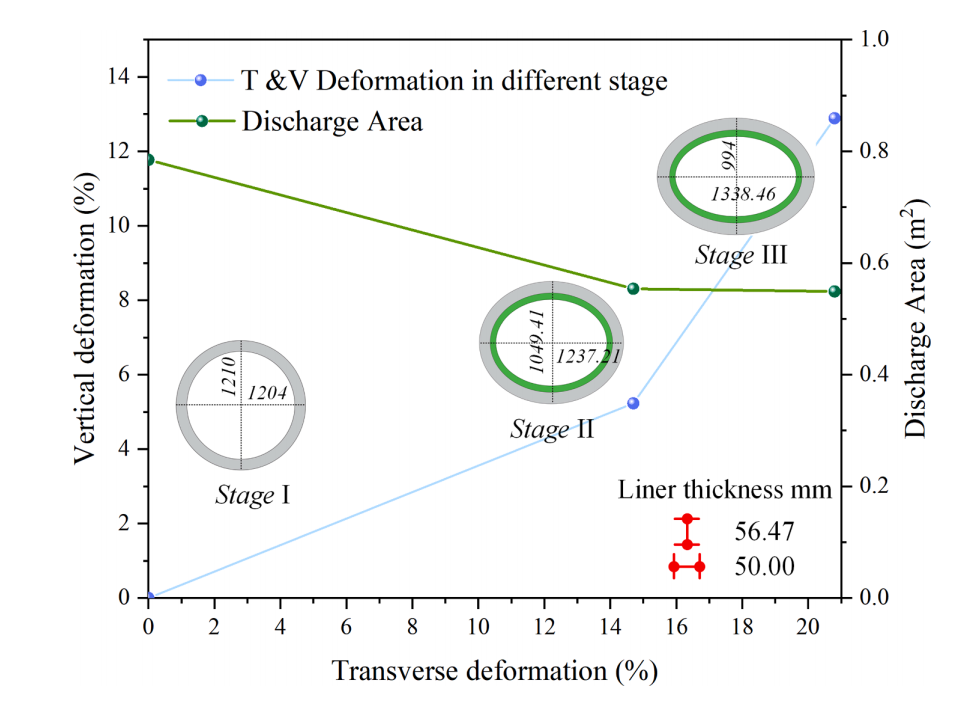 T &V Deformation in different stage
Discharge Area
Vertical deformation (%)
14
12
10
8
6
4
2
0
1.0
0.8
0.6
0.4
0.2
0.0
Discharge Area (m²)
994
1338.46
Stage III
1049.41
1237.21
Stage II
1210
1204
Stage I
Liner thickness mm
56.47
50.00
0 2 4 6 8 10 12 14 16 18 20
Transverse deformation (%)